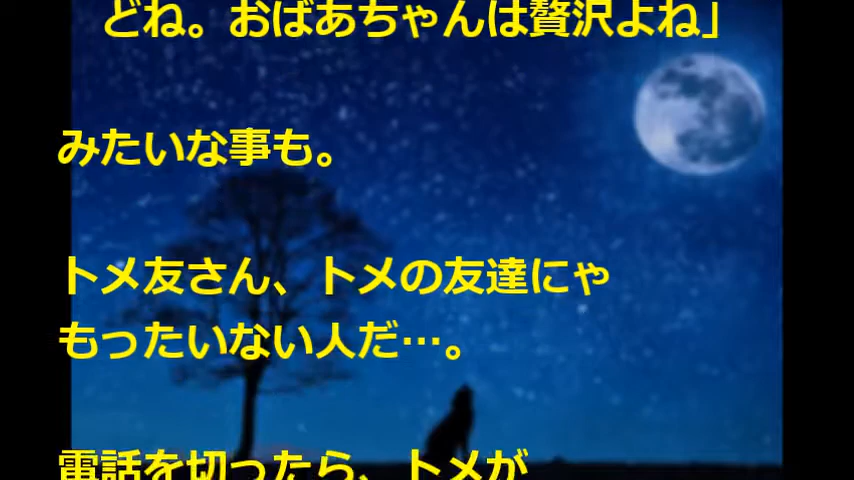 どね。おばあちゃんは贅沢よね」
みたいな事も。
トメ友さん、トメの友達にゃ
もったいない人だ…。
電話を切ったら、トメが